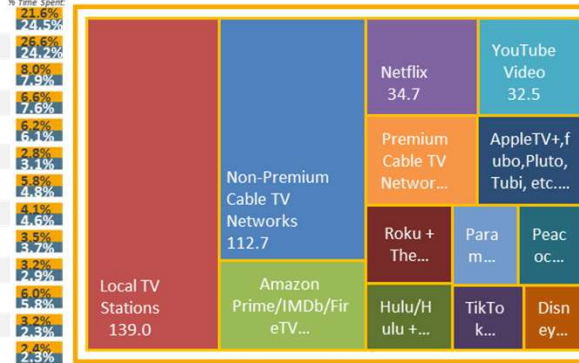 % Time Spent:
21.6%
24.5%
26.6%
24.2%
8.0%
7.9%
6.6%
7.6%
6.2%
6.1%
2.8%
3.1%
5.8%
4.8%
4.1%
4.6%
3.5%
3.7%
3.2%
2.9%
6.0%
5.8%
3.2%
2.3%
2.4%
2.3%
Local TV
Stations
139.0
Non-Premium
Cable TV
Networks
112.7
Amazon
Prime/IMDb/Fir
eTV...
Netflix
34.7
YouTube
Video
32.5
Premium
Cable TV
Networ...
AppleTV+,f
ubo,Pluto,
Tubi, etc....
Roku +
The...
Para
m...
Peac
oc...
Hulu/H
ulu +...
TikTo
k...
Disn
ey...